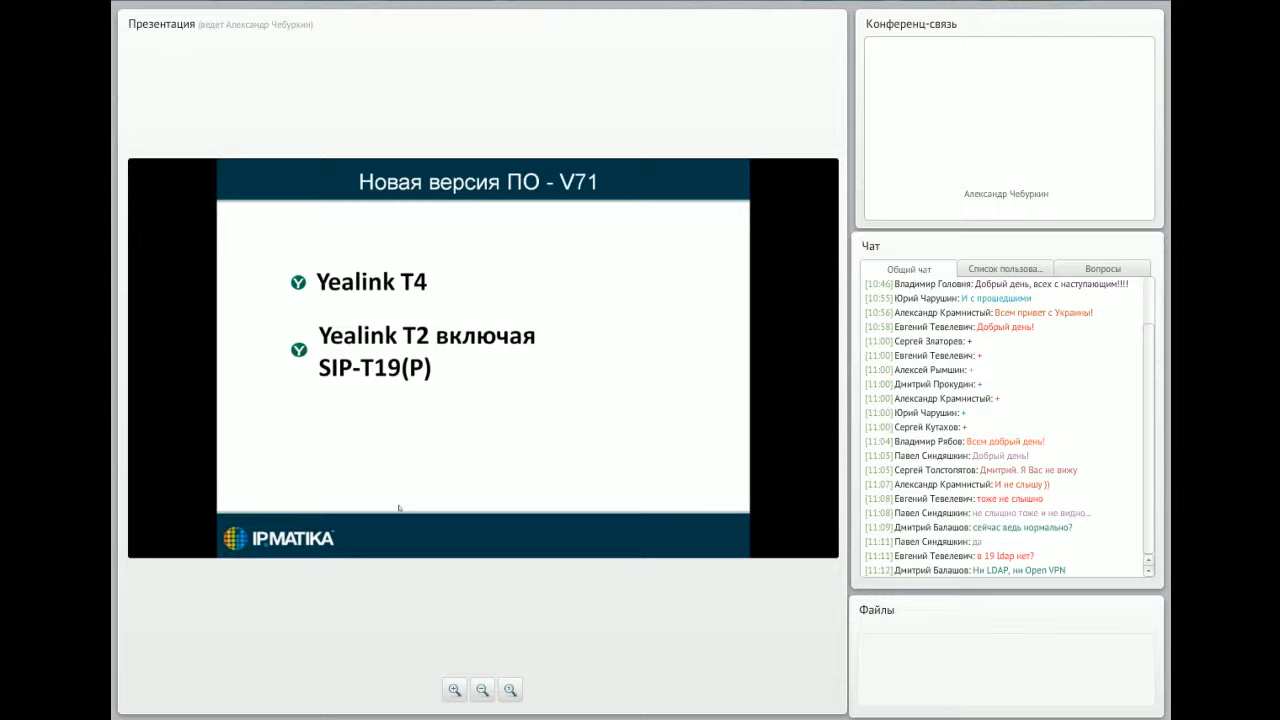 Презентация (ведет Александр Чебуркин)
Новая версия ПО - V71
Yealink T4
Yealink T2 включая
SIP-T19(P)
IPMATIKA
Конференц-связь
Александр Чебуркин
Чат
Общий чат
Список пользова...
Вопросы
[10:46] Владимир Головня: Добрый день, всех с наступающим!!!!
[10:55] Юрий Чарушин: И с прошедшими
[10:56] Александр Крамнистый: Всем привет с Украины!
[10:58] Евгений Тевелевич: Добрый день!
[11:00] Сергей Златорев: +
[11:00] Евгений Тевелевич: +
[11:00] Алексей Рымшин: +
[11:00] Дмитрий Прокудин: +
[11:00] Александр Крамнистый: +
[11:00] Юрий Чарушин: +
[11:00] Сергей Кутахов: +
[11:04] Владимир Рябов: Всем добрый день!
[11:05] Павел Синдяшкин: Добрый день!
[11:05] Сергей Толстопятов: Дмитрий. Я Вас не вижу
[11:07] Александр Крамнистый: И не слышу ))
[11:08] Евгений Тевелевич: тоже не слышно
[11:08] Павел Синдяшкин: не слышно тоже и не видно...
[11:09] Дмитрий Балашов: сейчас ведь нормально?
[11:11] Павел Синдяшкин: да
[11:11] Евгений Тевелевич: в 19 ldap нет?
[11:12] Дмитрий Балашов: Ни LDAP, ни Open VPN
Файлы